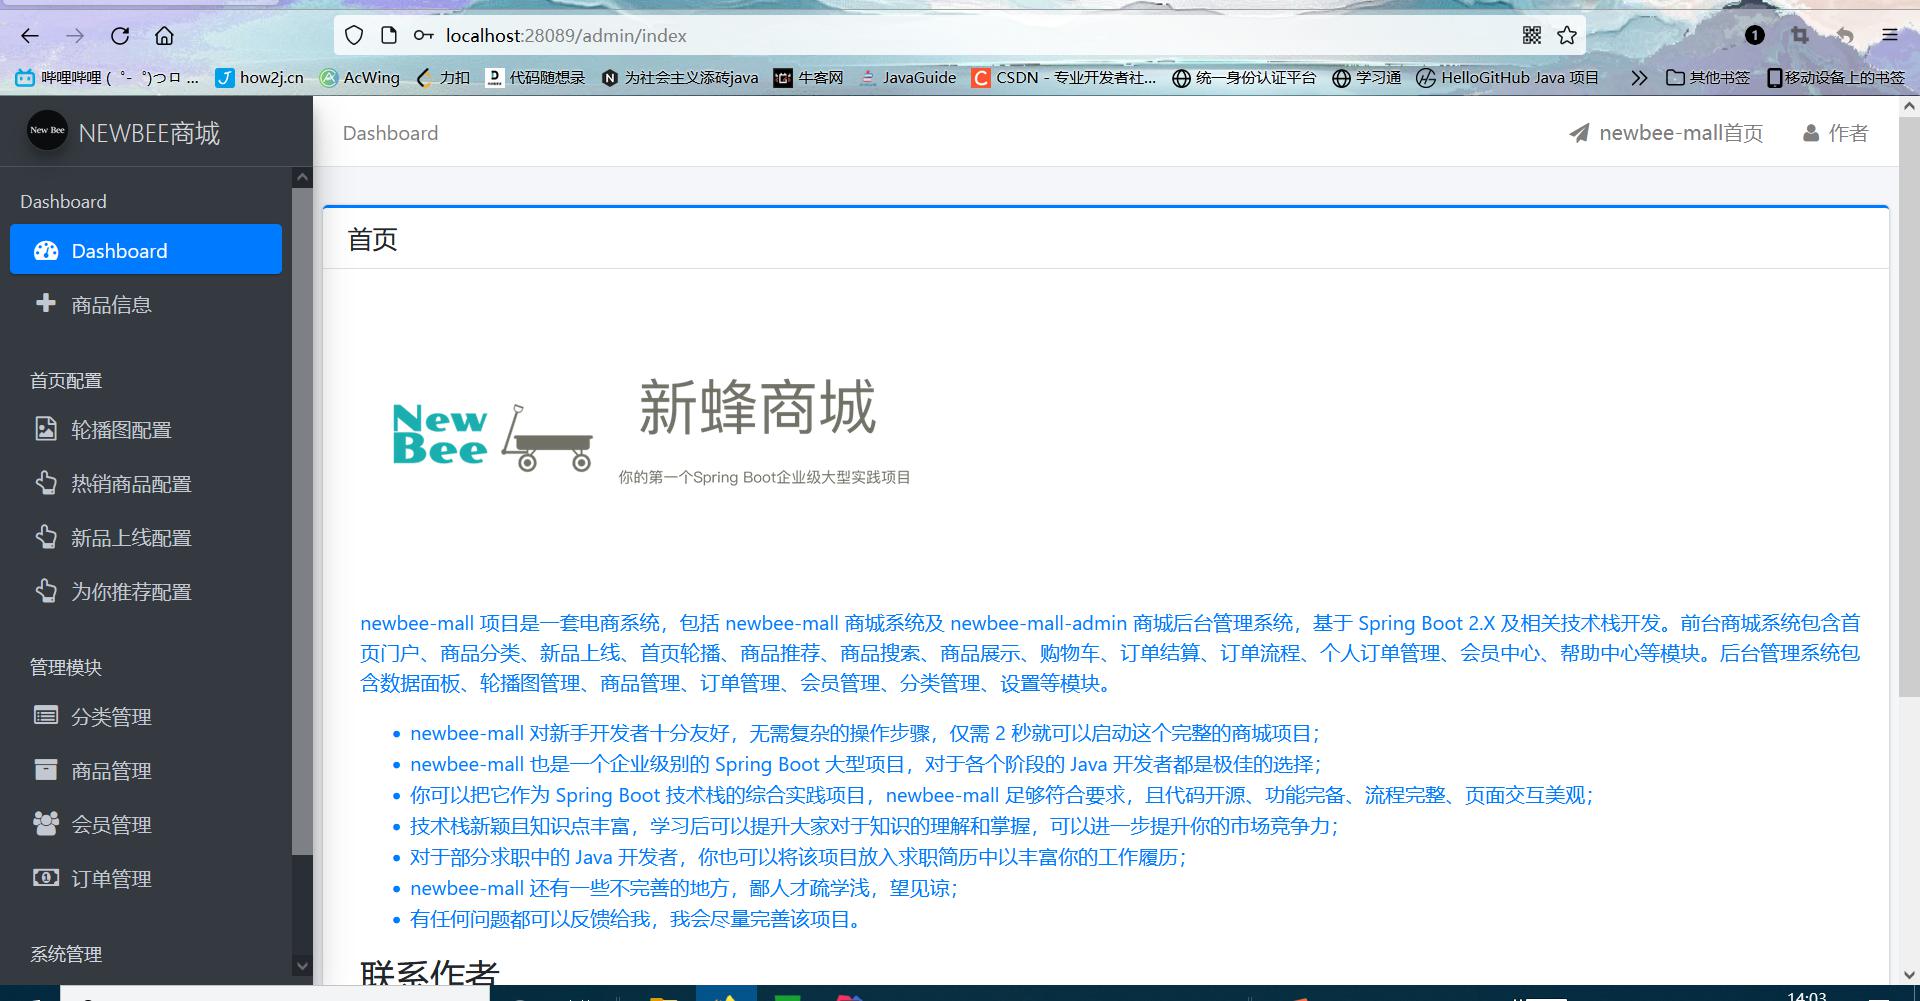 localhost:28089/admin/index
1
哔哩哔哩 (゜-゜)つロ ...
how2j.cn
AcWing
力扣
代码随想录
为社会主义添砖java
牛客网
JavaGuide
CSDN - 专业开发者社...
统一身份认证平台
学习通
HelloGitHub Java 项目
其他书签
移动设备上的书签
New Bee
NEWBEE商城
Dashboard
newbee-mall首页
作者
Dashboard
Dashboard
商品信息
首页配置
轮播图配置
热销商品配置
新品上线配置
为你推荐配置
管理模块
分类管理
商品管理
会员管理
订单管理
系统管理
首页
New
Bee
新蜂商城
你的第一个Spring Boot企业级大型实践项目
newbee-mall 项目是一套电商系统，包括 newbee-mall 商城系统及 newbee-mall-admin 商城后台管理系统，基于 Spring Boot 2.X 及相关技术栈开发。前台商城系统包含首
页门户、商品分类、新品上线、首页轮播、商品推荐、商品搜索、商品展示、购物车、订单结算、订单流程、个人订单管理、会员中心、帮助中心等模块。后台管理系统包
含数据面板、轮播图管理、商品管理、订单管理、会员管理、分类管理、设置等模块。
newbee-mall 对新手开发者十分友好，无需复杂的操作步骤，仅需 2 秒就可以启动这个完整的商城项目；
newbee-mall 也是一个企业级别的 Spring Boot 大型项目，对于各个阶段的 Java 开发者都是极佳的选择；
你可以把它作为 Spring Boot 技术栈的综合实践项目，newbee-mall 足够符合要求，且代码开源、功能完备、流程完整、页面交互美观；
技术栈新颖且知识点丰富，学习后可以提升大家对于知识的理解和掌握，可以进一步提升你的市场竞争力；
对于部分求职中的 Java 开发者，你也可以将该项目放入求职简历中以丰富你的工作履历；
newbee-mall 还有一些不完善的地方，鄙人才疏学浅，望见谅；
有任何问题都可以反馈给我，我会尽量完善该项目。
联系作者
14:03